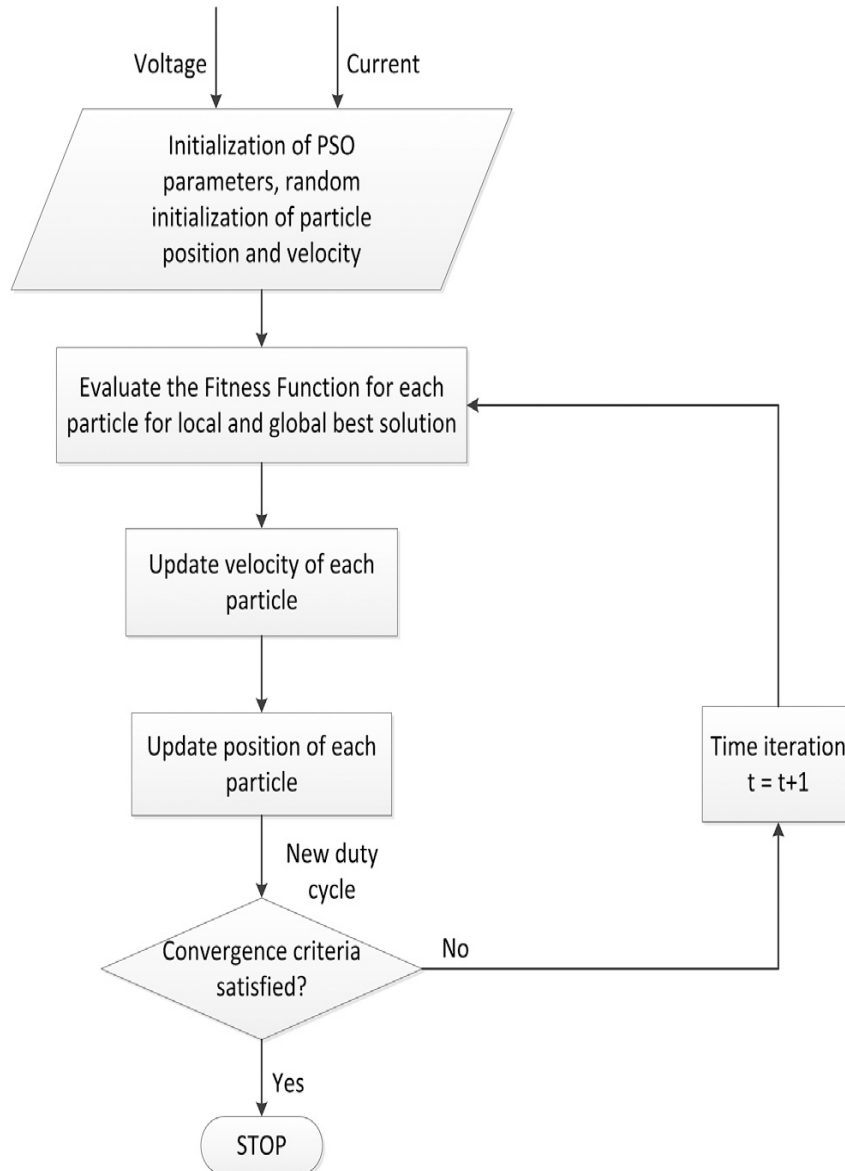 Voltage
Current
Initialization of PSO
parameters, random
initialization of particle
position and velocity
Evaluate the Fitness Function for each
particle for local and global best solution
Update velocity of each
particle
Update position of each
particle
Time iteration
t = t+1
New duty
cycle
Convergence criteria
satisfied?
No
Yes
STOP